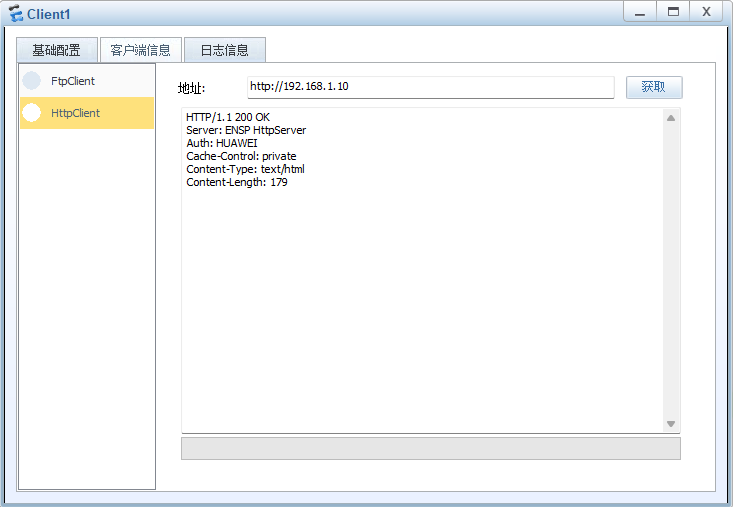 Client1
基础配置 客户端信息 日志信息
FtpClient
HttpClient
地址: http://192.168.1.10 获取
HTTP/1.1 200 OK
Server: ENSP HttpServer
Auth: HUAWEI
Cache-Control: private
Content-Type: text/html
Content-Length: 179